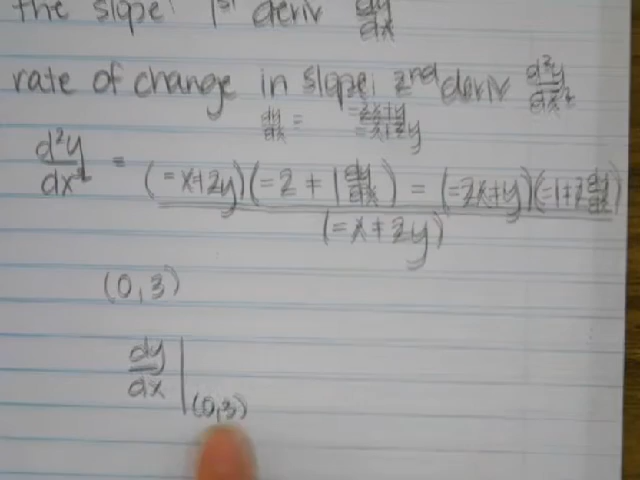 the slope: 1st deriv dy/dx
rate of change in slope: 2nd deriv d²y/dx²
dy/dx = -2x+y / -x+2y
d²y/dx² = (-x+2y)(-2 + 1 dy/dx) - (-2x+y)(-1+2 dy/dx) / (-x+2y)
(0,3)
dy/dx |(0,3)